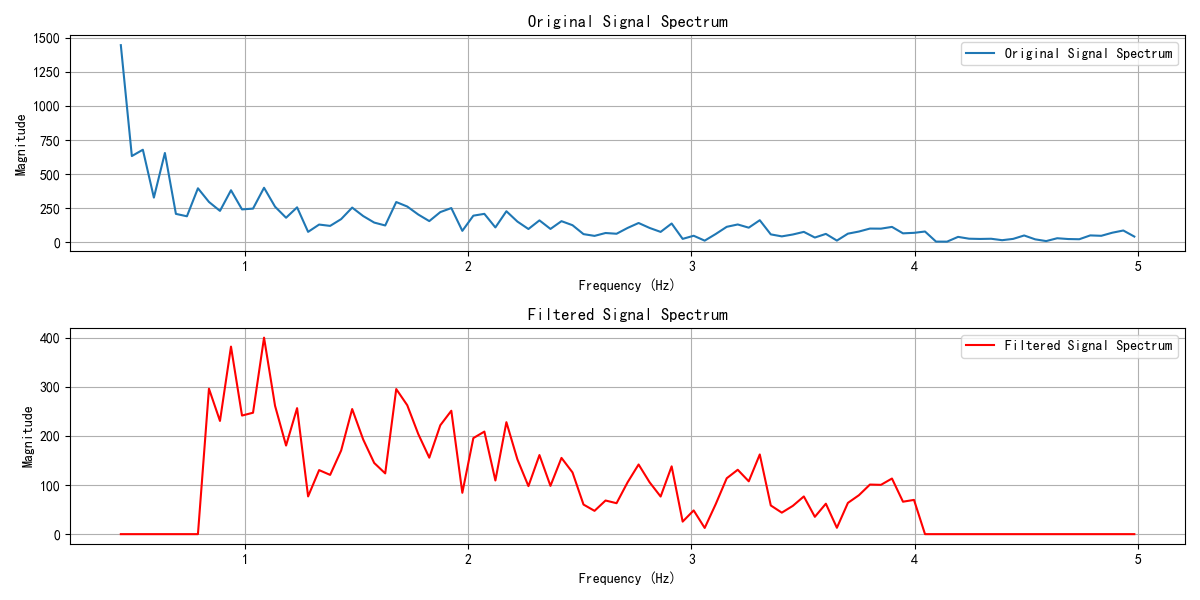 Original Signal Spectrum
1500
1250
1000
750
500
250
0
Magnitude
Original Signal Spectrum
1 2 3 4 5
Frequency (Hz)
Filtered Signal Spectrum
400
300
200
100
0
Magnitude
Filtered Signal Spectrum
1 2 3 4 5
Frequency (Hz)